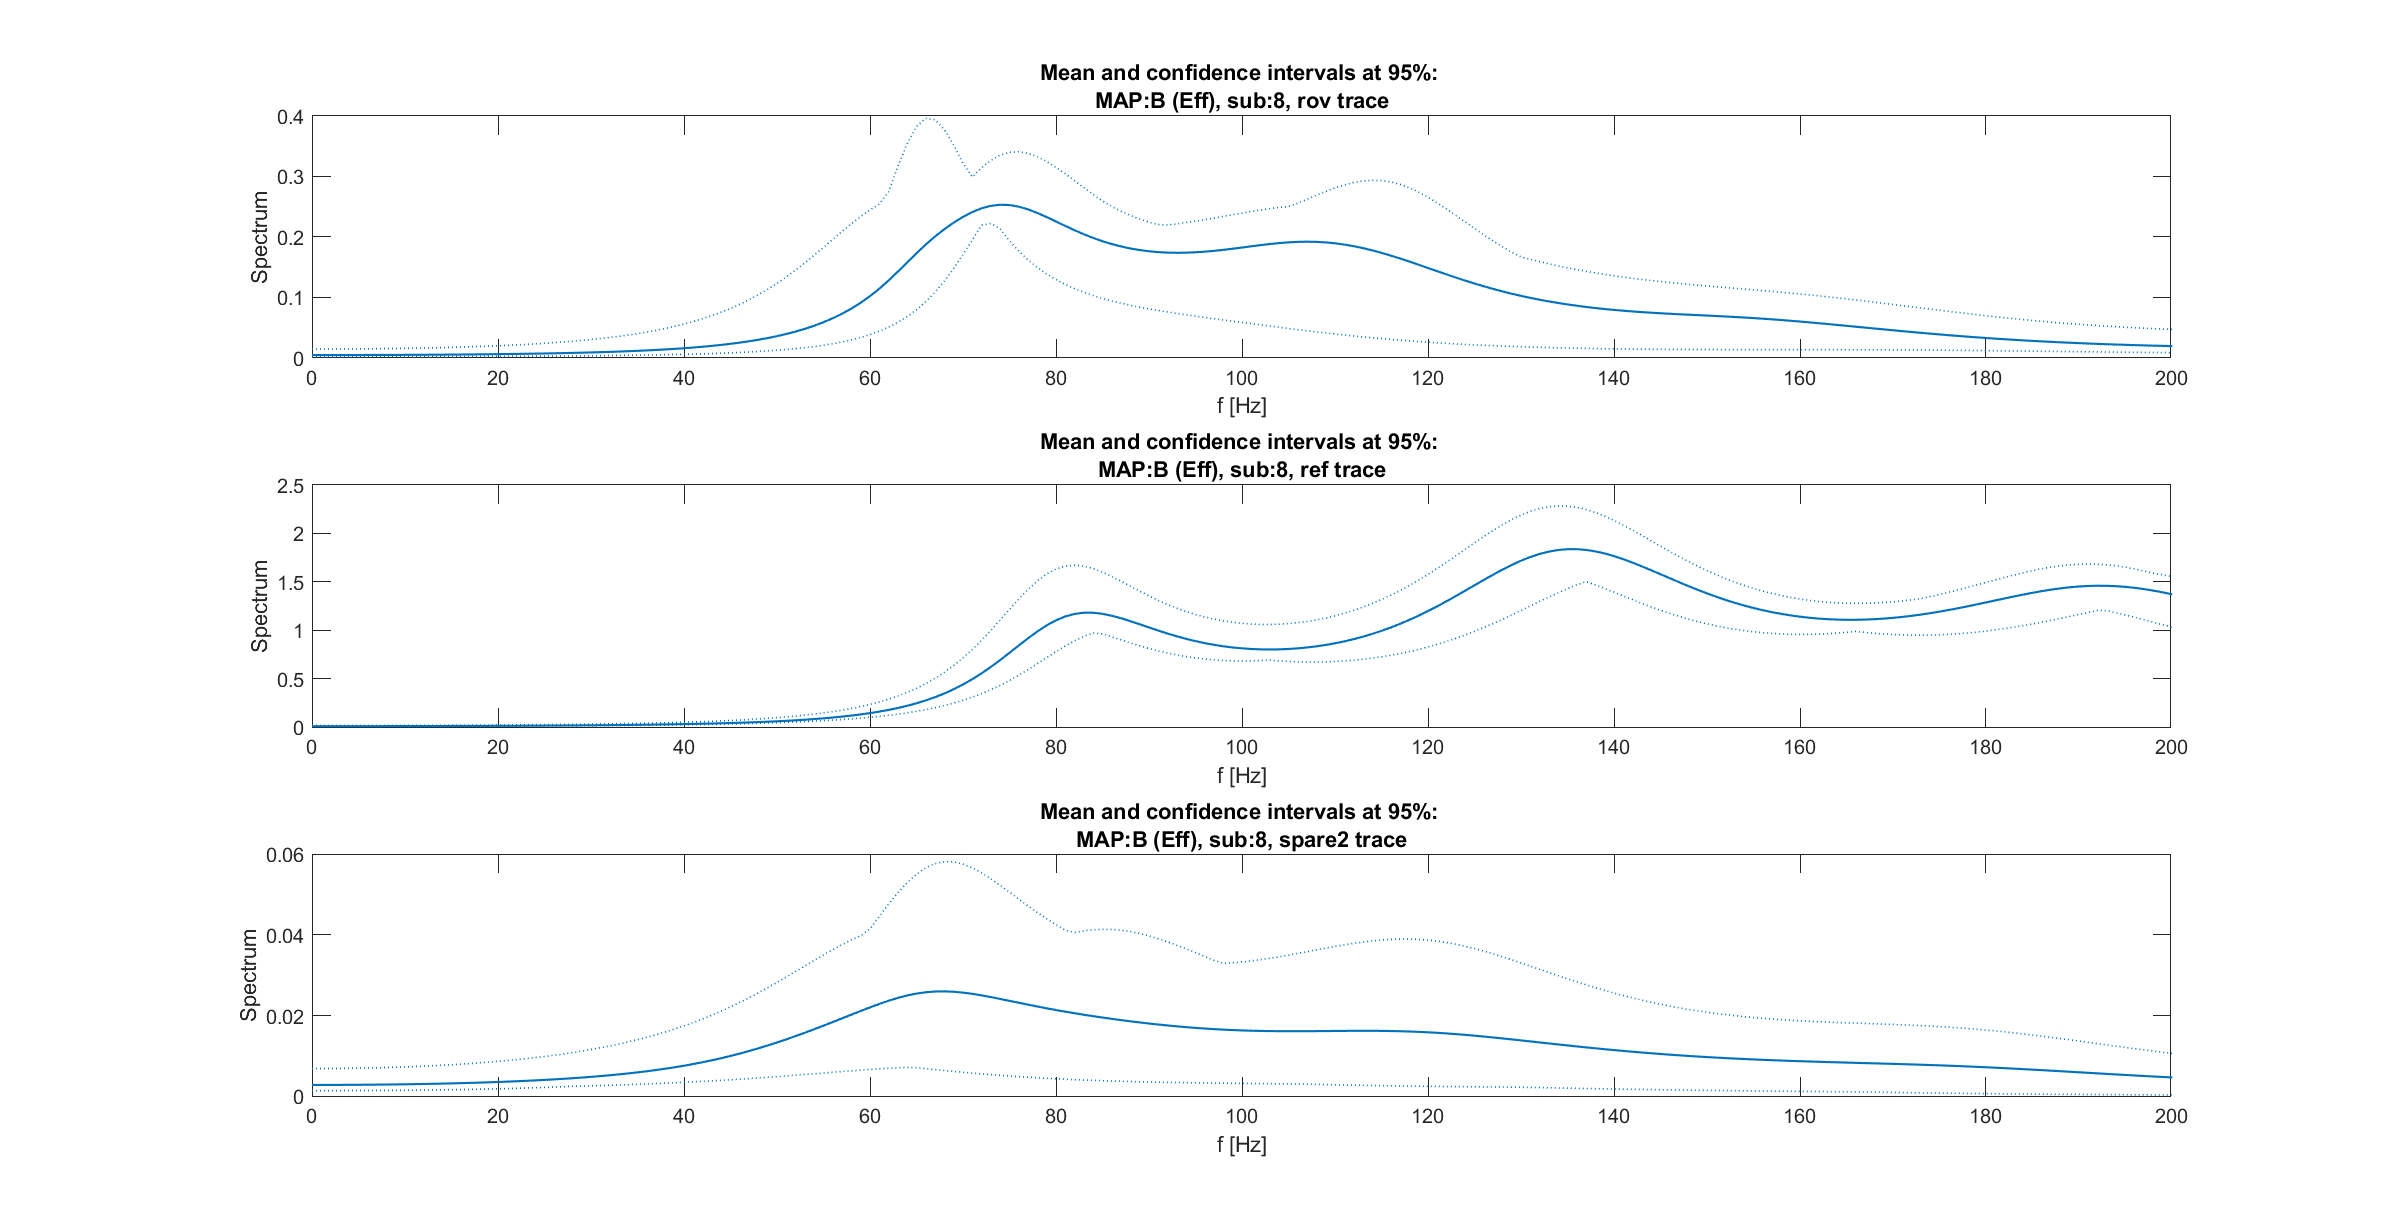 Mean and confidence intervals at 95%:
MAP:B (Eff), sub:8, rov trace
0.4
0.3
0.2
0.1
0
Spectrum
0 20 40 60 80 100 120 140 160 180 200
f [Hz]
Mean and confidence intervals at 95%:
MAP:B (Eff), sub:8, ref trace
2.5
2
1.5
1
0.5
0
Spectrum
0 20 40 60 80 100 120 140 160 180 200
f [Hz]
Mean and confidence intervals at 95%:
MAP:B (Eff), sub:8, spare2 trace
0.06
0.04
0.02
0
Spectrum
0 20 40 60 80 100 120 140 160 180 200
f [Hz]